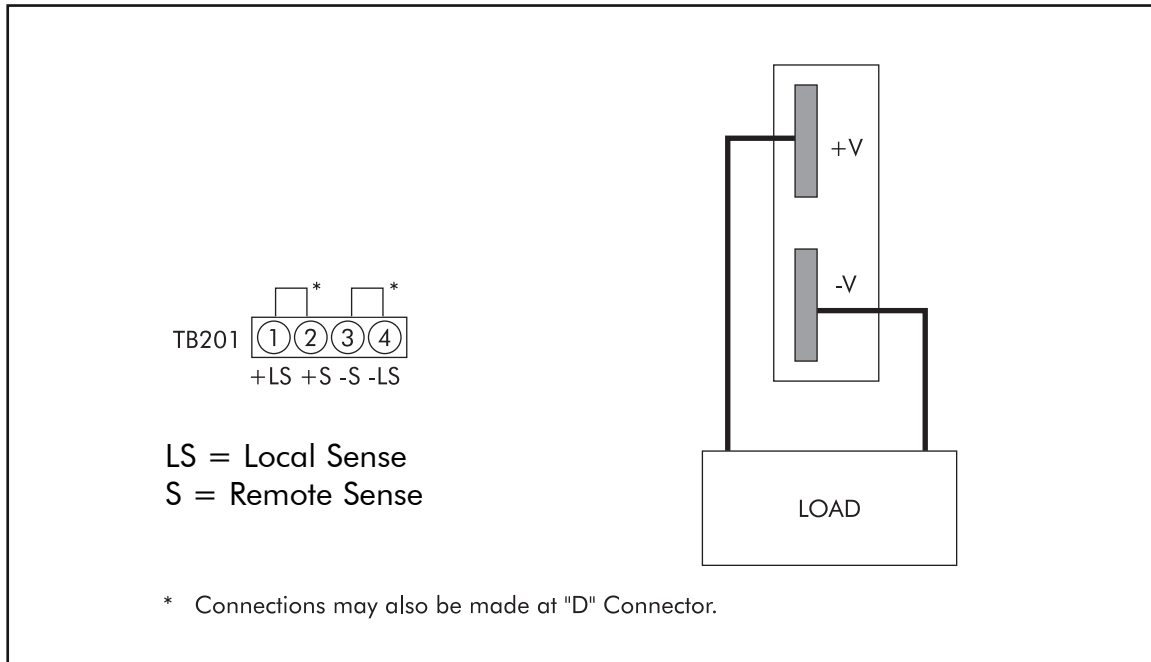 +V
-V
* *
TB201 1 2 3 4
+LS +S -S -LS
LS = Local Sense
S = Remote Sense
LOAD
* Connections may also be made at "D" Connector.